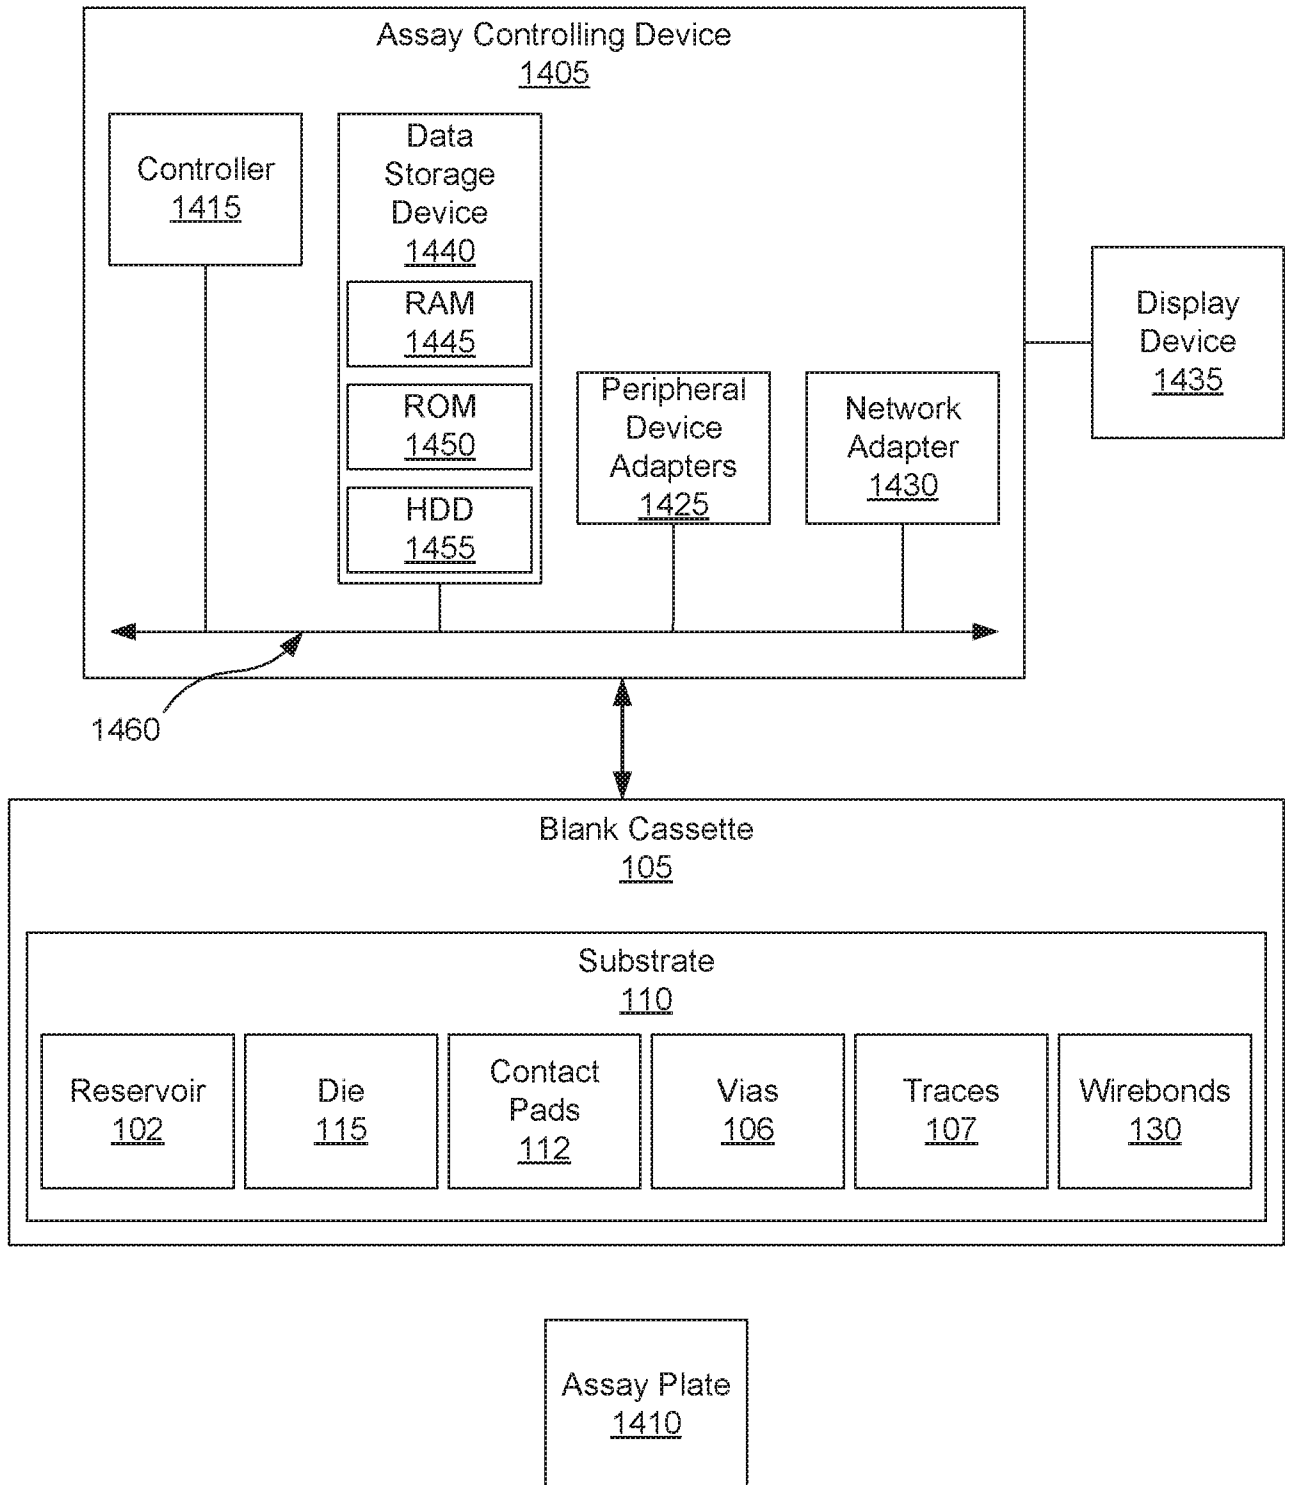 Assay Controlling Device
1405
Controller
1415
Data
Storage
Device
1440
RAM
1445
ROM
1450
HDD
1455
Peripheral
Device
Adapters
1425
Network
Adapter
1430
Display
Device
1435
1460
Blank Cassette
105
Substrate
110
Reservoir
102
Die
115
Contact
Pads
112
Vias
106
Traces
107
Wirebonds
130
Assay Plate
1410